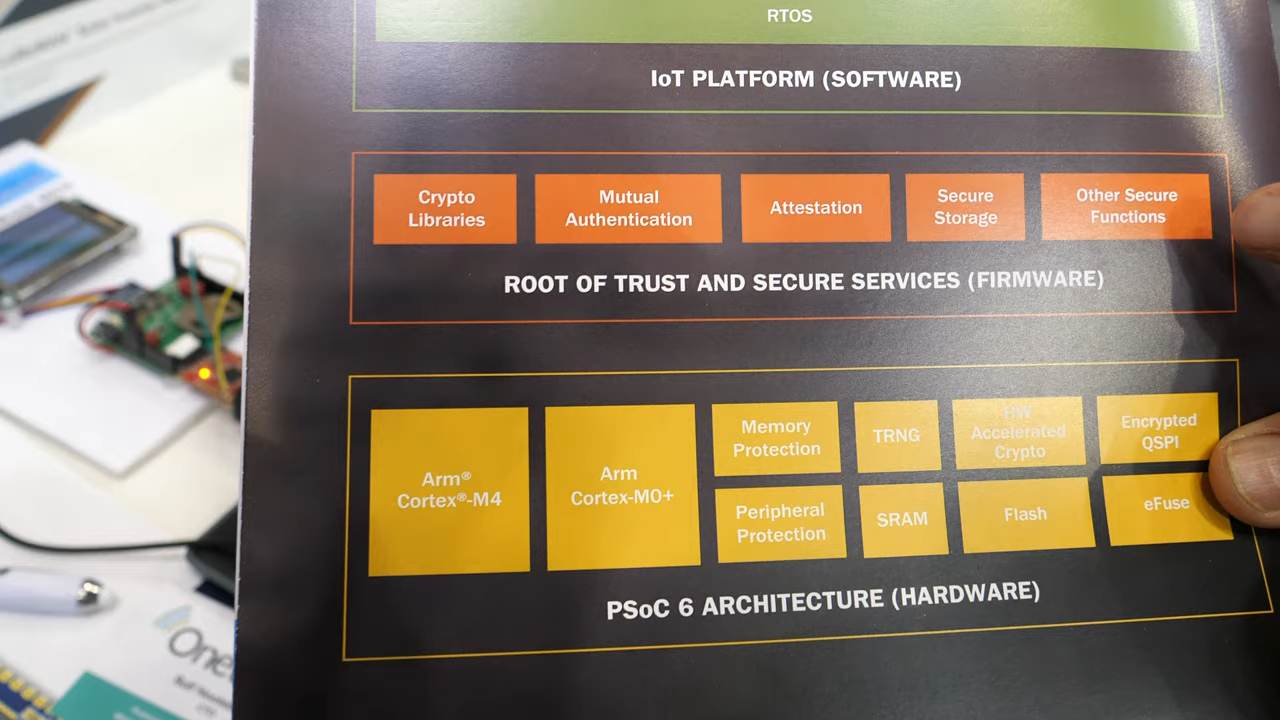 RTOS
IoT PLATFORM (SOFTWARE)
Crypto
Libraries
Mutual
Authentication
Attestation
Secure
Storage
Other Secure
Functions
ROOT OF TRUST AND SECURE SERVICES (FIRMWARE)
Arm®
Cortex®-M4
Arm
Cortex-M0+
Memory
Protection
TRNG
HW
Accelerated
Crypto
Encrypted
QSPI
Peripheral
Protection
SRAM
Flash
eFuse
PSoC 6 ARCHITECTURE (HARDWARE)
One